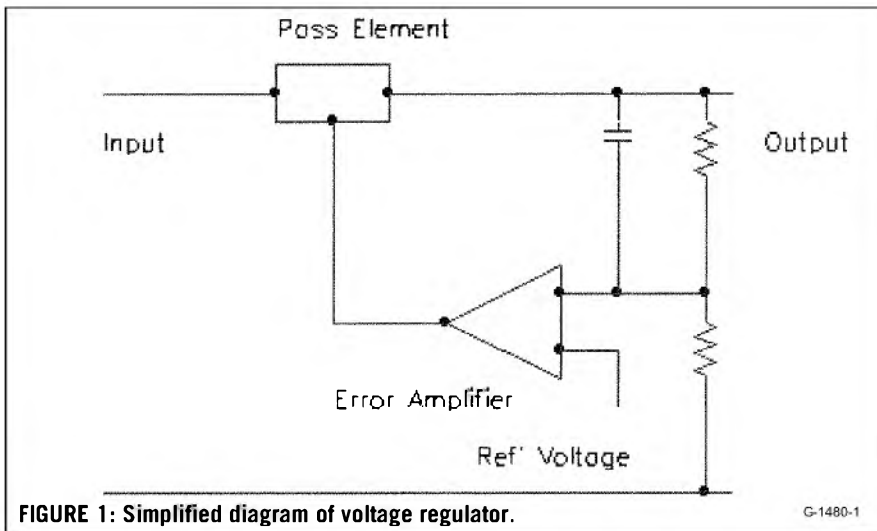 Pass Element
Input
Output
Error Amplifier
Ref' Voltage
FIGURE 1: Simplified diagram of voltage regulator.
G-1480-1